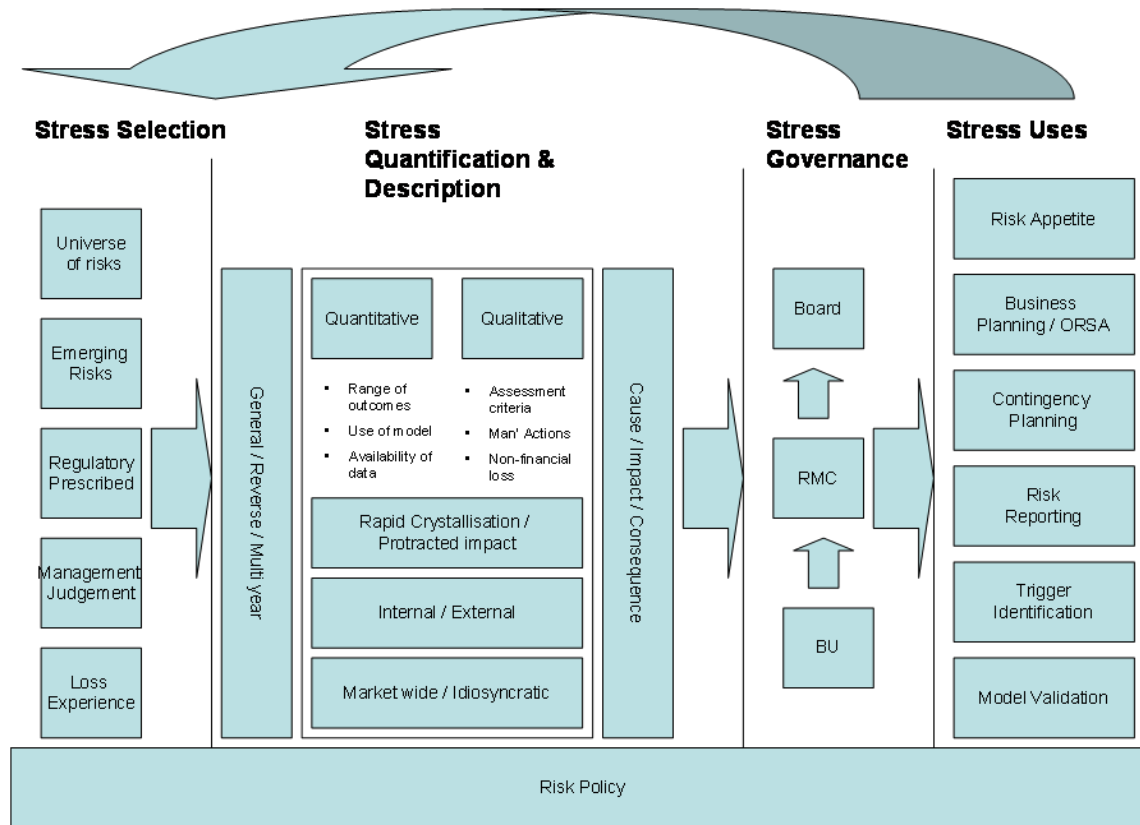 Stress Selection
Stress
Quantification &
Description
Stress
Governance
Stress Uses
Universe
of risks
Emerging
Risks
Regulatory
Prescribed
Management
Judgement
Loss
Experience
General / Reverse / Multi year
Quantitative
Qualitative
▪ Range of
outcomes
▪ Use of model
▪ Availability of
data
▪ Assessment
criteria
▪ Man' Actions
▪ Non-financial
loss
Rapid Crystallisation /
Protracted impact
Internal / External
Market wide / Idiosyncratic
Cause / Impact / Consequence
Board
RMC
BU
Risk Appetite
Business
Planning / ORSA
Contingency
Planning
Risk
Reporting
Trigger
Identification
Model Validation
Risk Policy